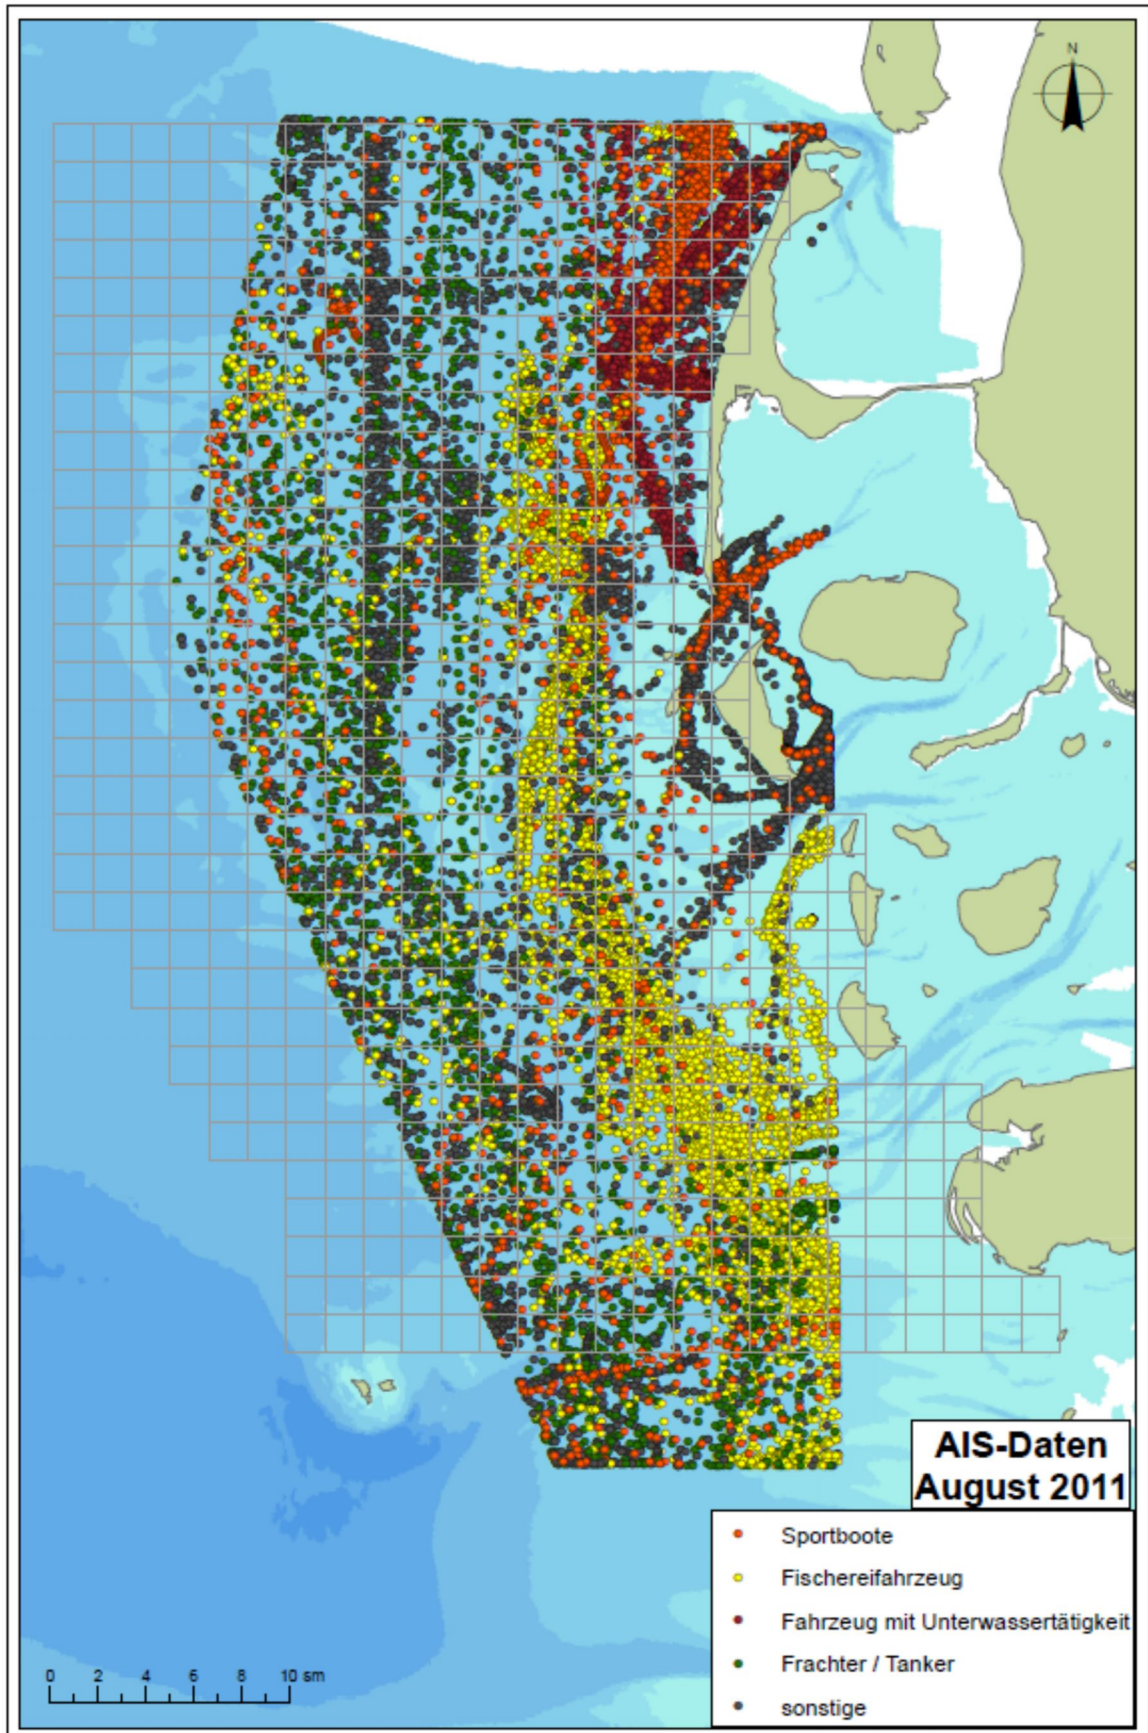 N
AIS-Daten
August 2011
Sportboote
Fischereifahrzeug
Fahrzeug mit Unterwassertätigkeit
Frachter / Tanker
sonstige
0 2 4 6 8 10 sm